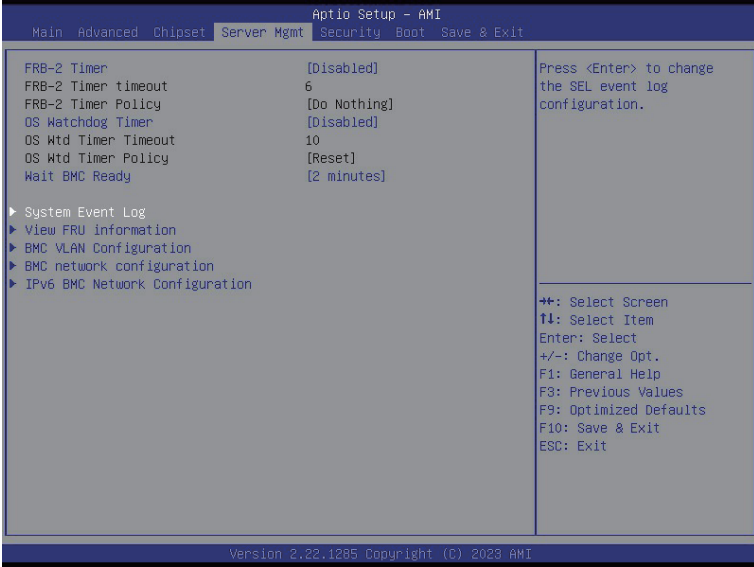 Aptio Setup – AMI
Main Advanced Chipset Server Mgmt Security Boot Save & Exit
FRB-2 Timer [Disabled]
FRB-2 Timer timeout 6
FRB-2 Timer Policy [Do Nothing]
OS Watchdog Timer [Disabled]
OS Wtd Timer Timeout 10
OS Wtd Timer Policy [Reset]
Wait BMC Ready [2 minutes]
System Event Log
View FRU information
BMC VLAN Configuration
BMC network configuration
IPv6 BMC Network Configuration
Press <Enter> to change
the SEL event log
configuration.
→←: Select Screen
↑↓: Select Item
Enter: Select
+/-: Change Opt.
F1: General Help
F3: Previous Values
F9: Optimized Defaults
F10: Save & Exit
ESC: Exit
Version 2.22.1285 Copyright (C) 2023 AMI